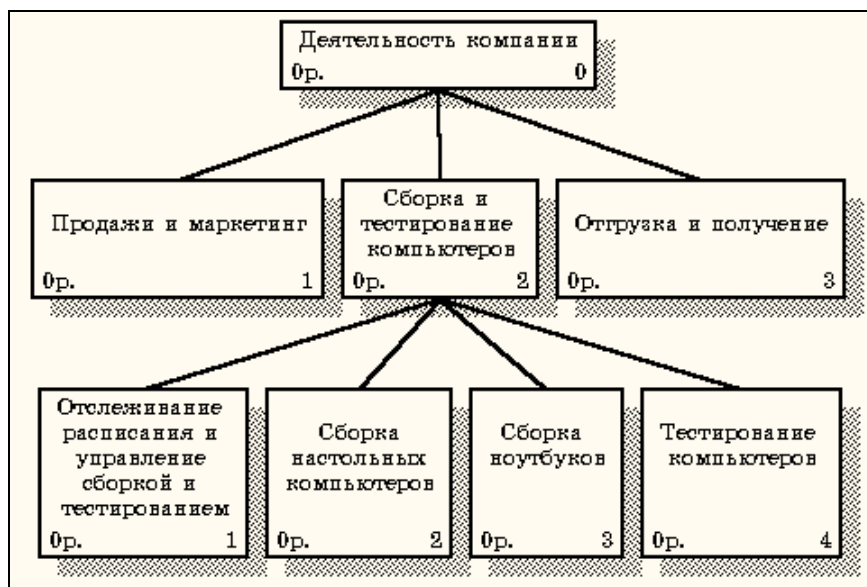 Деятельность компании
0р. 0
Продажи и маркетинг
0р. 1
Сборка и
тестирование
компьютеров
0р. 2
Отгрузка и получение
0р. 3
Отслеживание
расписания и
управление
сборкой и
тестированием
0р. 1
Сборка
настольных
компьютеров
0р. 2
Сборка
ноутбуков
0р. 3
Тестирование
компьютеров
0р. 4